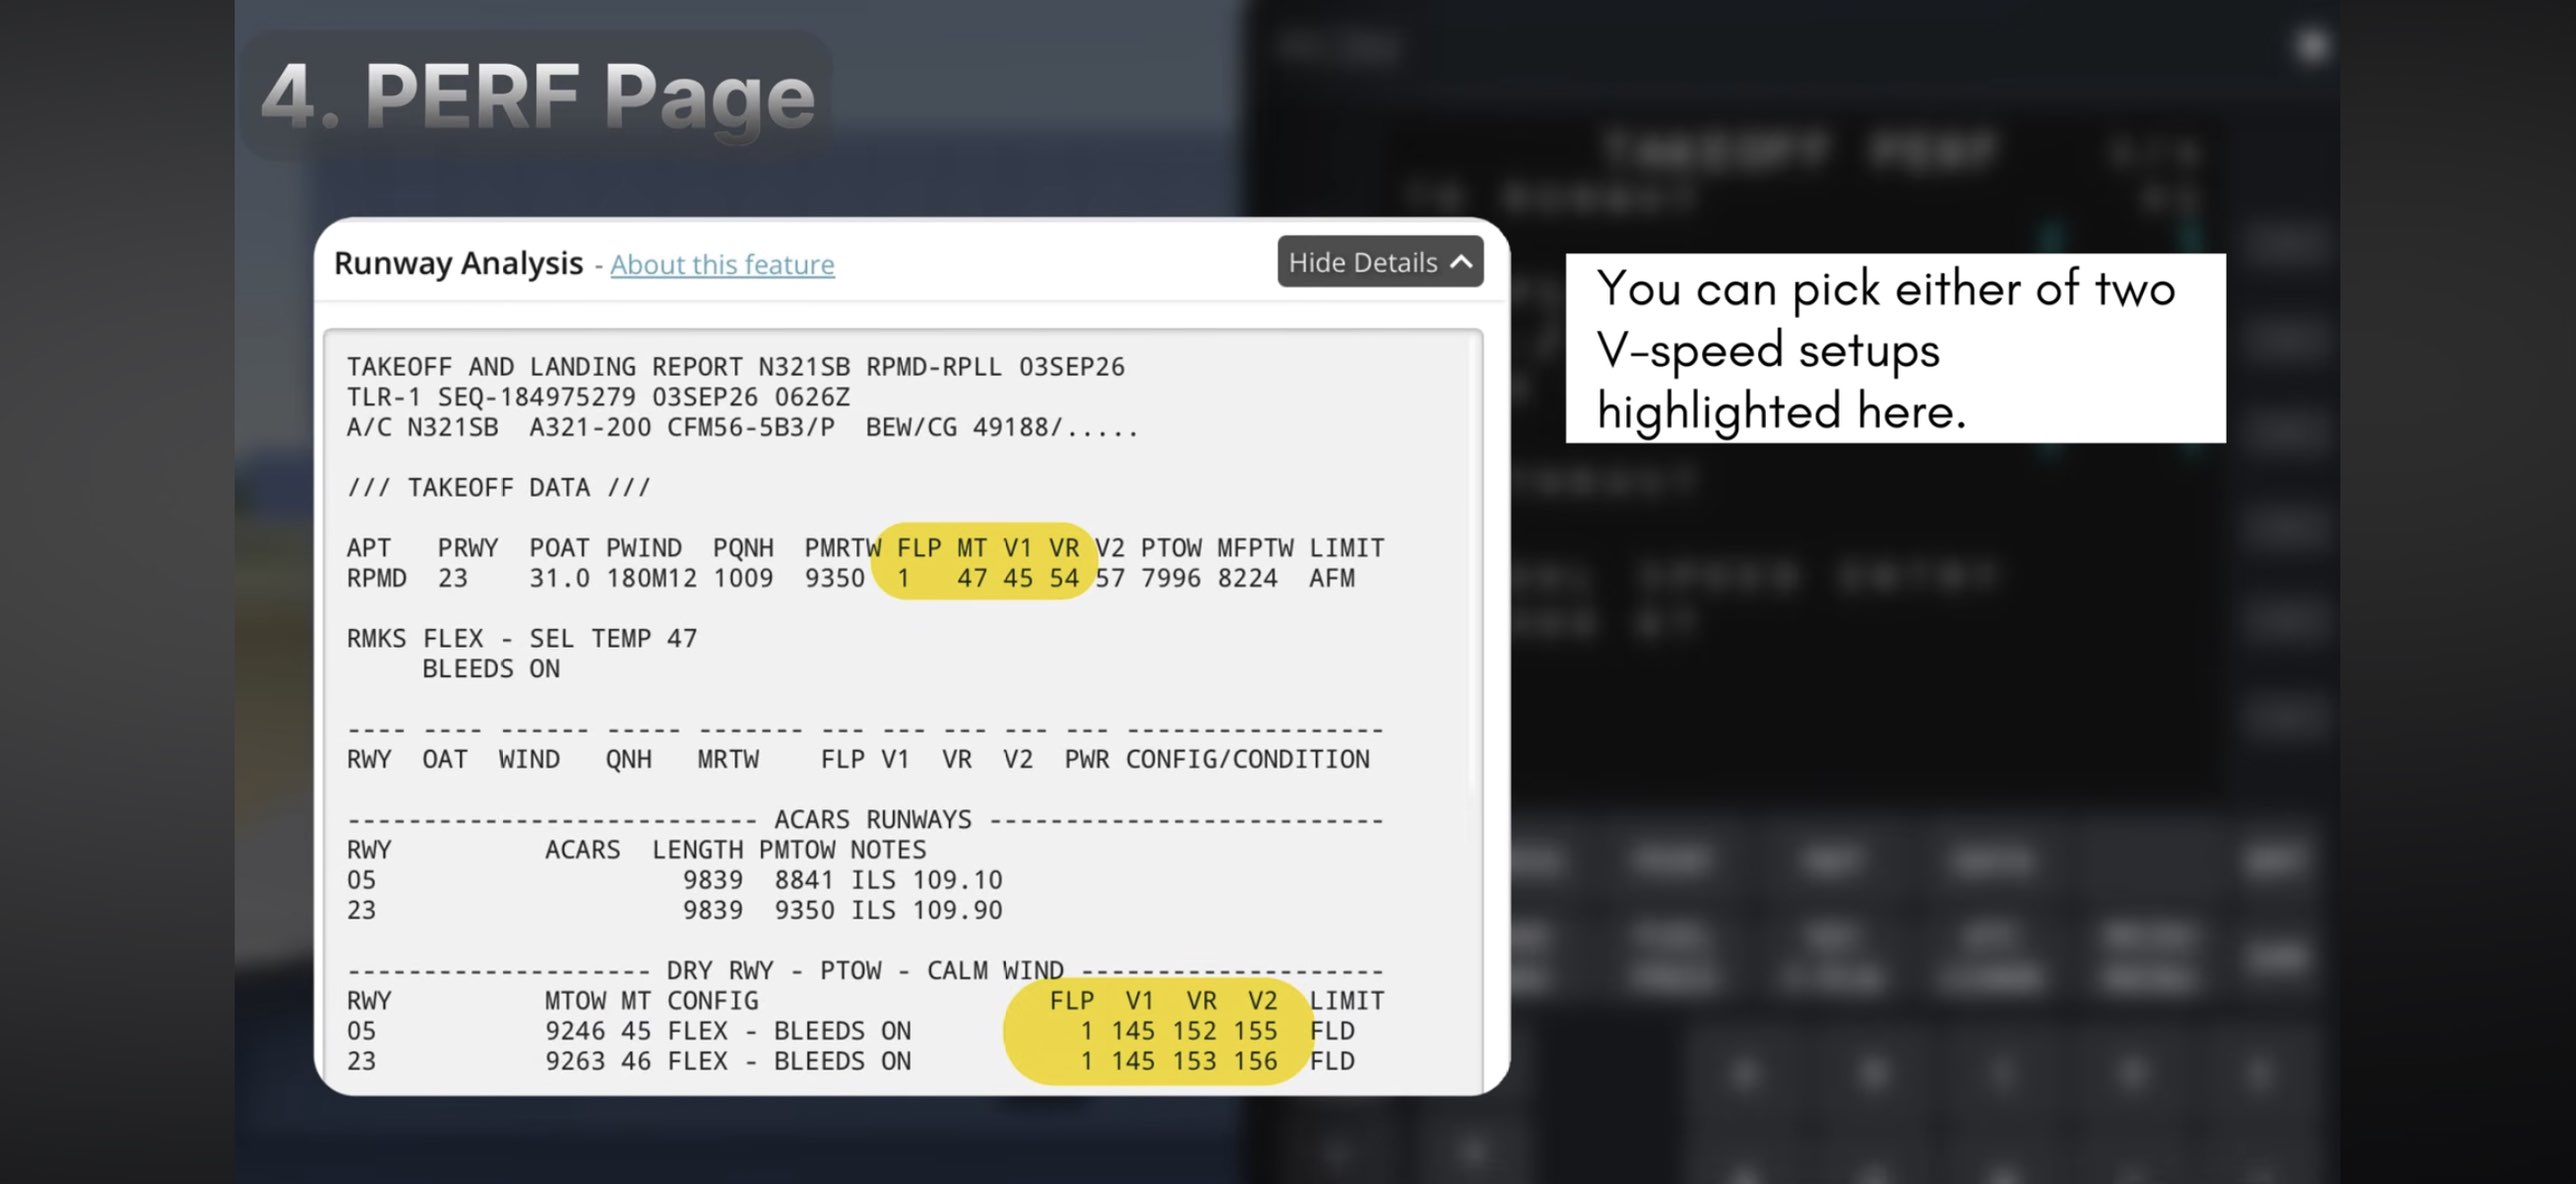 4. PERF Page
Runway Analysis - About this feature
Hide Details
You can pick either of two
V-speed setups
highlighted here.
TAKEOFF AND LANDING REPORT N321SB RPMD-RPLL 03SEP26
TLR-1 SEQ-184975279 03SEP26 0626Z
A/C N321SB A321-200 CFM56-5B3/P BEW/CG 49188/.....
/// TAKEOFF DATA ///
APT PRWY POAT PWIND PQNH PMRTW FLP MT V1 VR V2 PTOW MFPTW LIMIT
RPMD 23 31.0 180M12 1009 9350 1 47 45 54 57 7996 8224 AFM
RMKS FLEX - SEL TEMP 47
BLEEDS ON
---- ---- ------ ----- ------- --- --- --- --- --- -----------------
RWY OAT WIND QNH MRTW FLP V1 VR V2 PWR CONFIG/CONDITION
--------------------------- ACARS RUNWAYS --------------------------
RWY ACARS LENGTH PMTOW NOTES
05 9839 8841 ILS 109.10
23 9839 9350 ILS 109.90
-------------------- DRY RWY - PTOW - CALM WIND --------------------
RWY MTOW MT CONFIG FLP V1 VR V2 LIMIT
05 9246 45 FLEX - BLEEDS ON 1 145 152 155 FLD
23 9263 46 FLEX - BLEEDS ON 1 145 153 156 FLD
TAKEOFF PERF